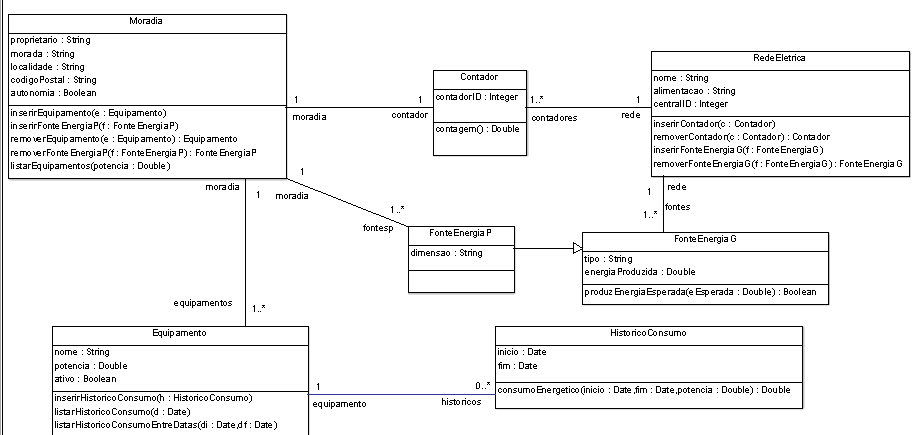 Moradia
proprietario : String
morada : String
localidade : String
codigoPostal : String
autonomia : Boolean
inserirEquipamento(e : Equipamento)
inserirFonteEnergiaP(f : FonteEnergiaP)
removerEquipamento(e : Equipamento) : Equipamento
removerFonteEnergiaP(f : FonteEnergiaP) : FonteEnergiaP
listarEquipamentos(potencia : Double)
1
moradia
1
contador
Contador
contadorID : Integer
contagem() : Double
1..*
contadores
1
rede
RedeEletrica
nome : String
alimentacao : String
centralID : Integer
inserirContador(c : Contador)
removerContador(c : Contador) : Contador
inserirFonteEnergiaG(f : FonteEnergiaG)
removerFonteEnergiaG(f : FonteEnergiaG) : FonteEnergiaG
moradia
1
1
moradia
1..*
fontesp
rede
1
fontes
1..*
FonteEnergiaP
dimensao : String
FonteEnergiaG
tipo : String
energiaProduzida : Double
produzEnergiaEsperada(eEsperada : Double) : Boolean
equipamentos
1..*
Equipamento
nome : String
potencia : Double
ativo : Boolean
inserirHistoricoConsumo(h : HistoricoConsumo)
listarHistoricoConsumo(d : Date)
listarHistoricoConsumoEntreDatas(di : Date,df : Date)
1
equipamento
0..*
historicos
HistoricoConsumo
inicio : Date
fim : Date
consumoEnergetico(inicio : Date,fim : Date,potencia : Double) : Double